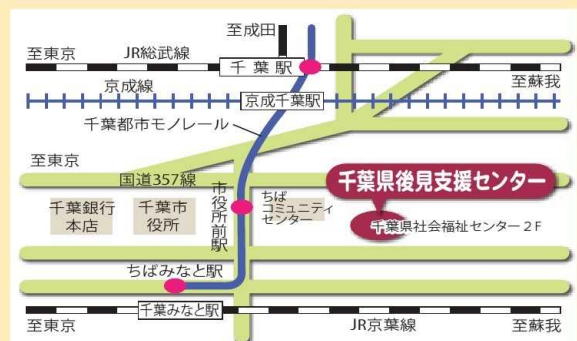 至成田
至東京
JR総武線
千葉駅
至蘇我
京成線
京成千葉駅
千葉都市モノレール
至東京
国道357線
千葉県後見支援センター
千葉銀行
本店
千葉市
役所
市役所前駅
ちば
コミュニティ
センター
千葉県社会福祉センター2F
ちばみなと駅
千葉みなと駅
至東京
JR京葉線
至蘇我